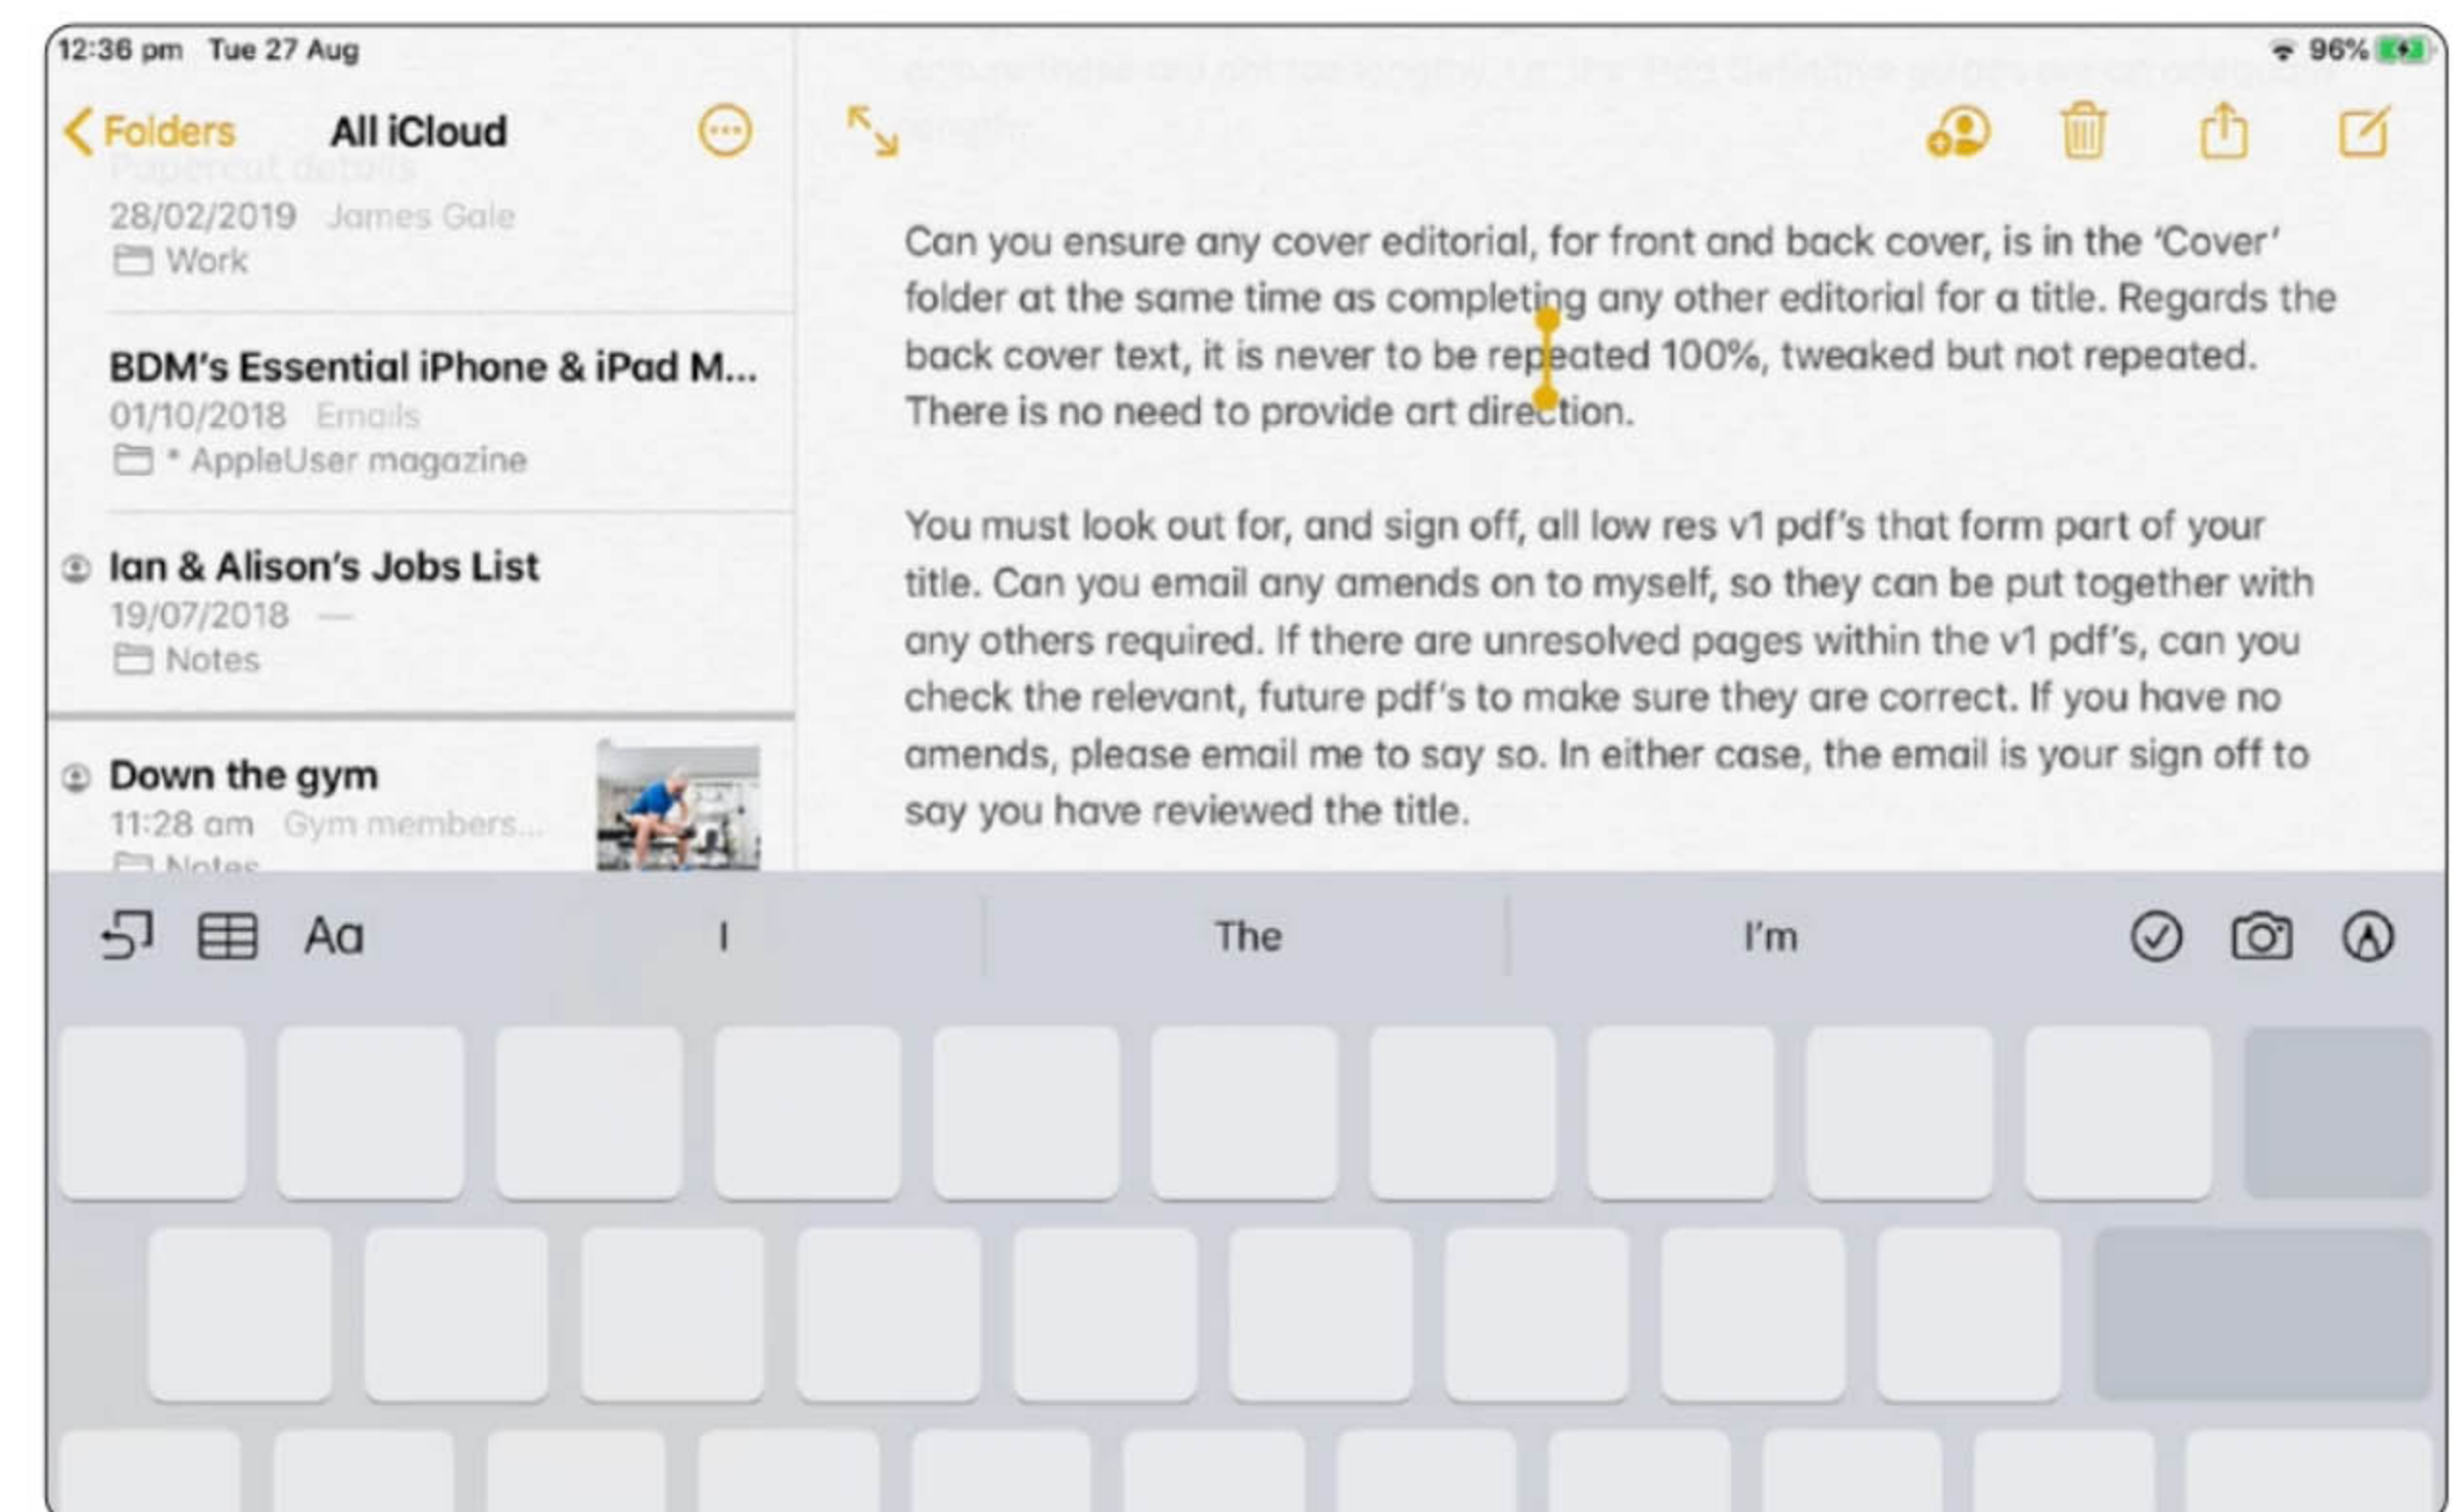 12:36 pm Tue 27 Aug
96%
Folders
All iCloud
Papercut details
28/02/2019 James Gale
Work
BDM's Essential iPhone & iPad M...
01/10/2018 Emails
* AppleUser magazine
Ian & Alison's Jobs List
19/07/2018 —
Notes
Down the gym
11:28 am Gym members...
Notes
length.
Can you ensure any cover editorial, for front and back cover, is in the ‘Cover’
folder at the same time as completing any other editorial for a title. Regards the
back cover text, it is never to be repeated 100%, tweaked but not repeated.
There is no need to provide art direction.
You must look out for, and sign off, all low res v1 pdf's that form part of your
title. Can you email any amends on to myself, so they can be put together with
any others required. If there are unresolved pages within the v1 pdf's, can you
check the relevant, future pdf's to make sure they are correct. If you have no
amends, please email me to say so. In either case, the email is your sign off to
say you have reviewed the title.
Aa
I
The
I'm